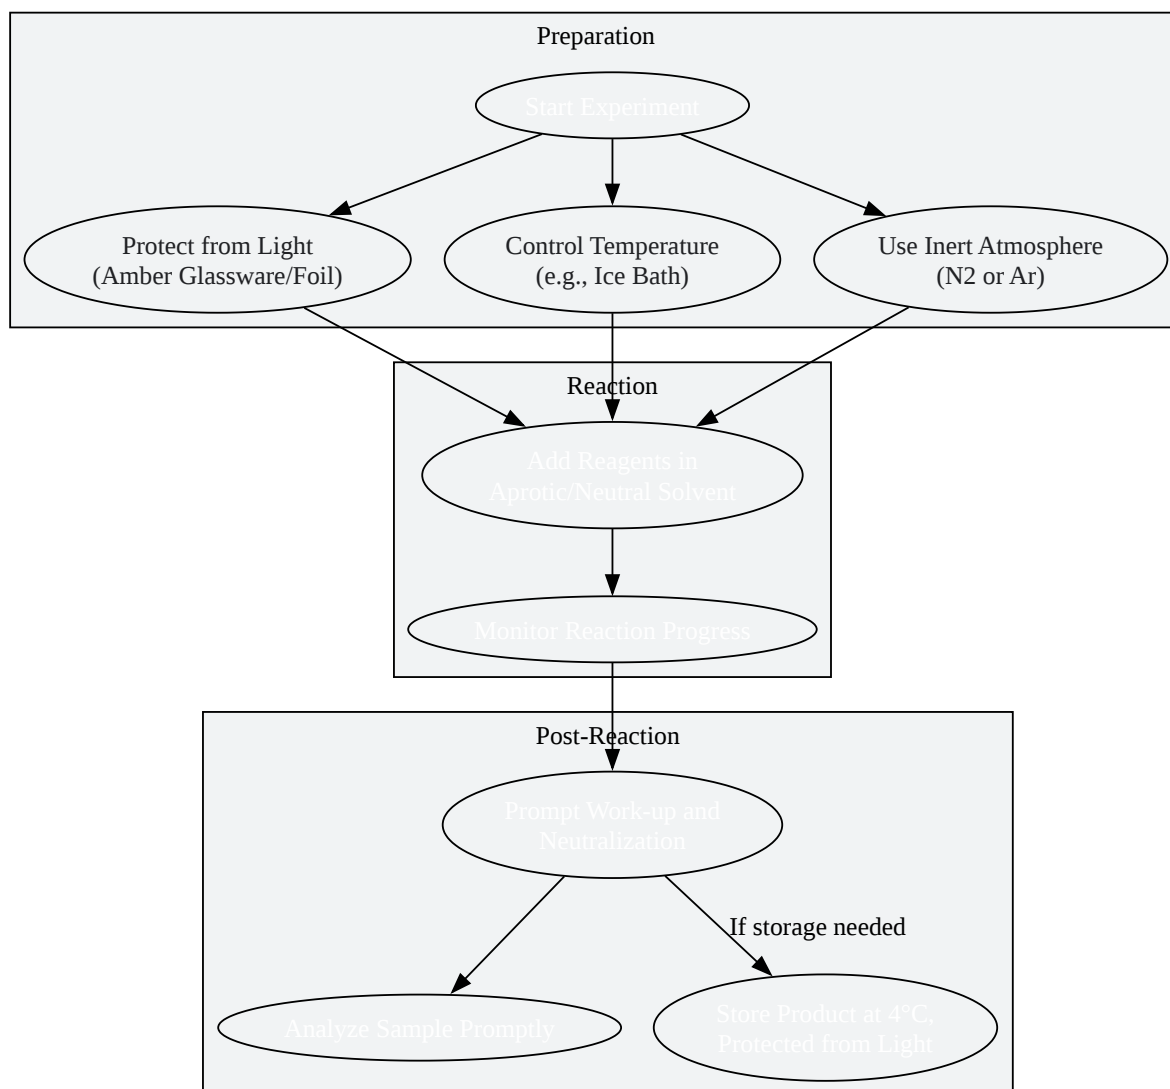 Preparation
Start Experiment
Protect from Light
(Amber Glassware/Foil)
Control Temperature
(e.g., Ice Bath)
Use Inert Atmosphere
(N2 or Ar)
Reaction
Add Reagents in
Aprotic/Neutral Solvent
Monitor Reaction Progress
Post-Reaction
Prompt Work-up and
Neutralization
If storage needed
Analyze Sample Promptly
Store Product at 4°C,
Protected from Light